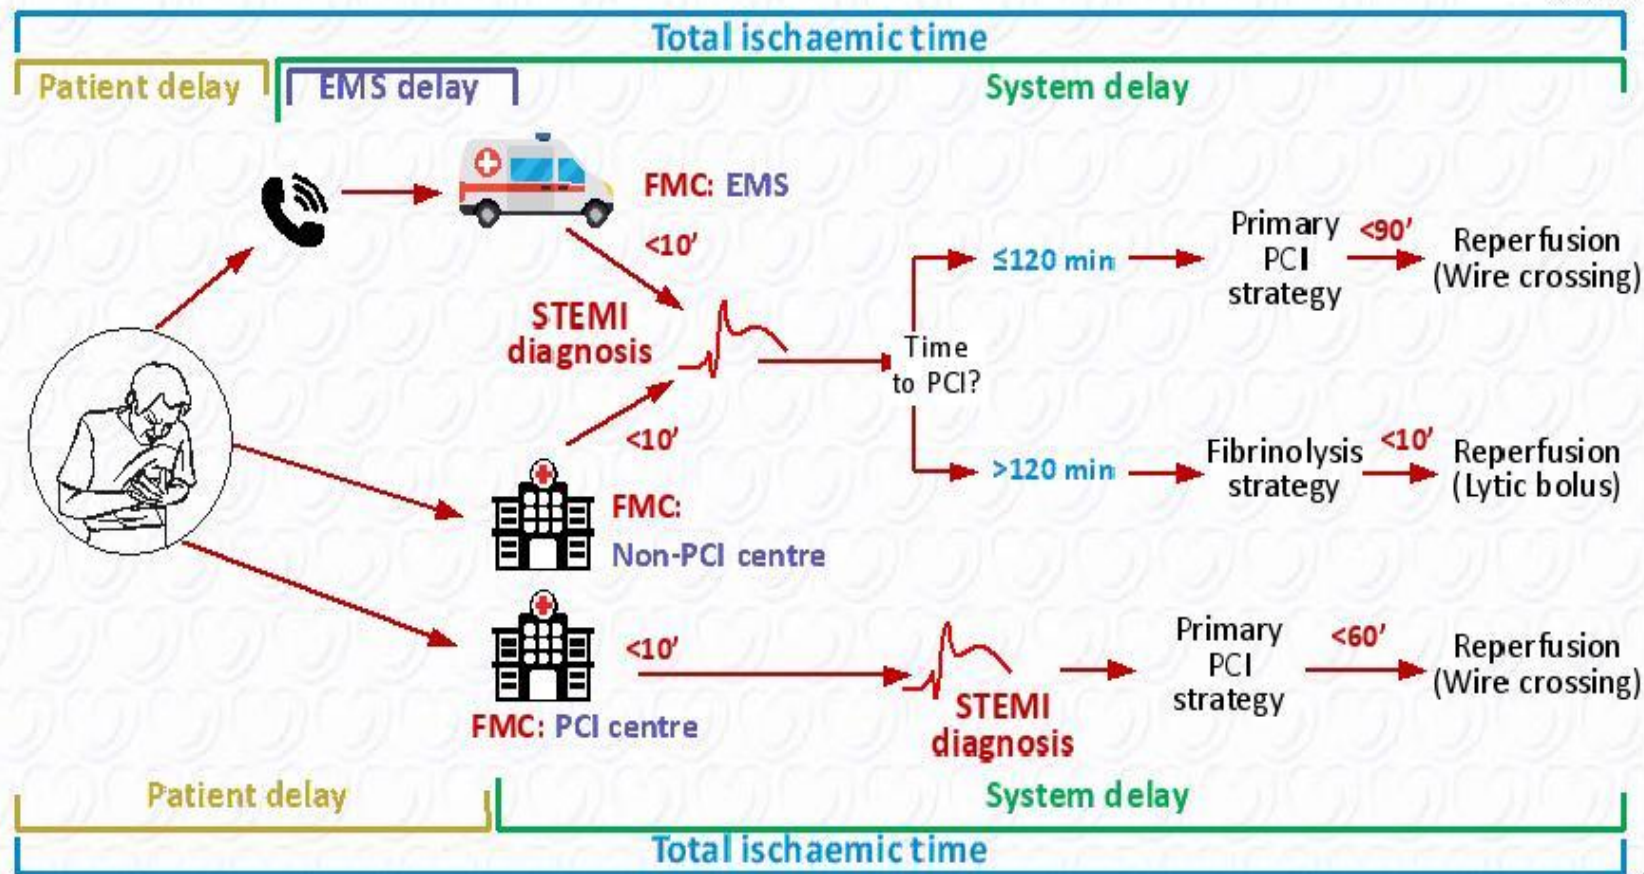 Total ischaemic time
Patient delay
EMS delay
System delay
FMC: EMS
<10’
STEMI
diagnosis
<10’
FMC:
Non-PCI centre
Time
to PCI?
≤120 min
Primary
PCI
strategy
<90’
Reperfusion
(Wire crossing)
>120 min
Fibrinolysis
strategy
<10’
Reperfusion
(Lytic bolus)
<10’
FMC: PCI centre
STEMI
diagnosis
Primary
PCI
strategy
<60’
Reperfusion
(Wire crossing)
Patient delay
System delay
Total ischaemic time